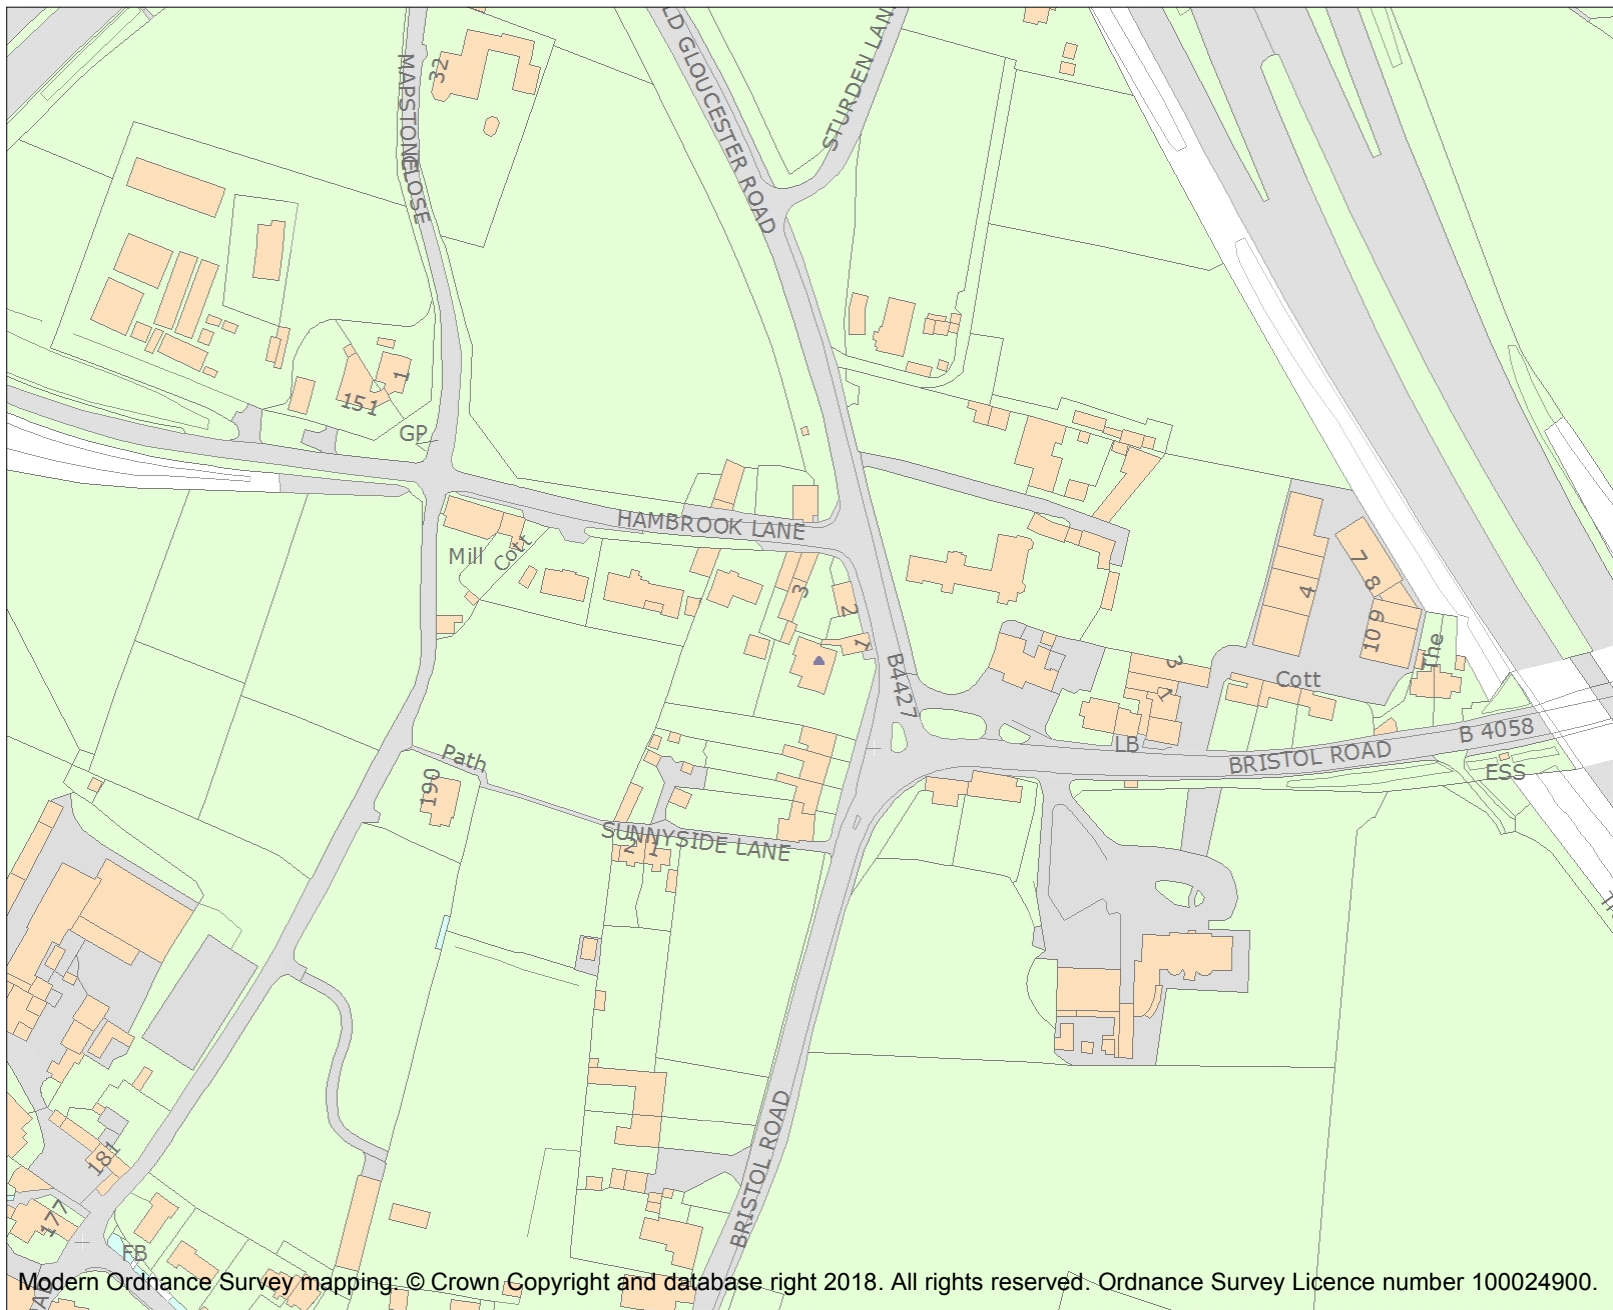 32
MAPSTONE CLOSE
LD GLOUCESTER ROAD
STURDEN LAN
1
151
GP
HAMBROOK LANE
Mill
Cott
3
2
1
B4427
4
7
8
9
10
The
Cott
3
1
LB
BRISTOL ROAD
B 4058
ESS
Path
190
SUNNYSIDE LANE
2
1
181
177
FB
BRISTOL ROAD
Modern Ordnance Survey mapping: © Crown Copyright and database right 2018. All rights reserved. Ordnance Survey Licence number 100024900.